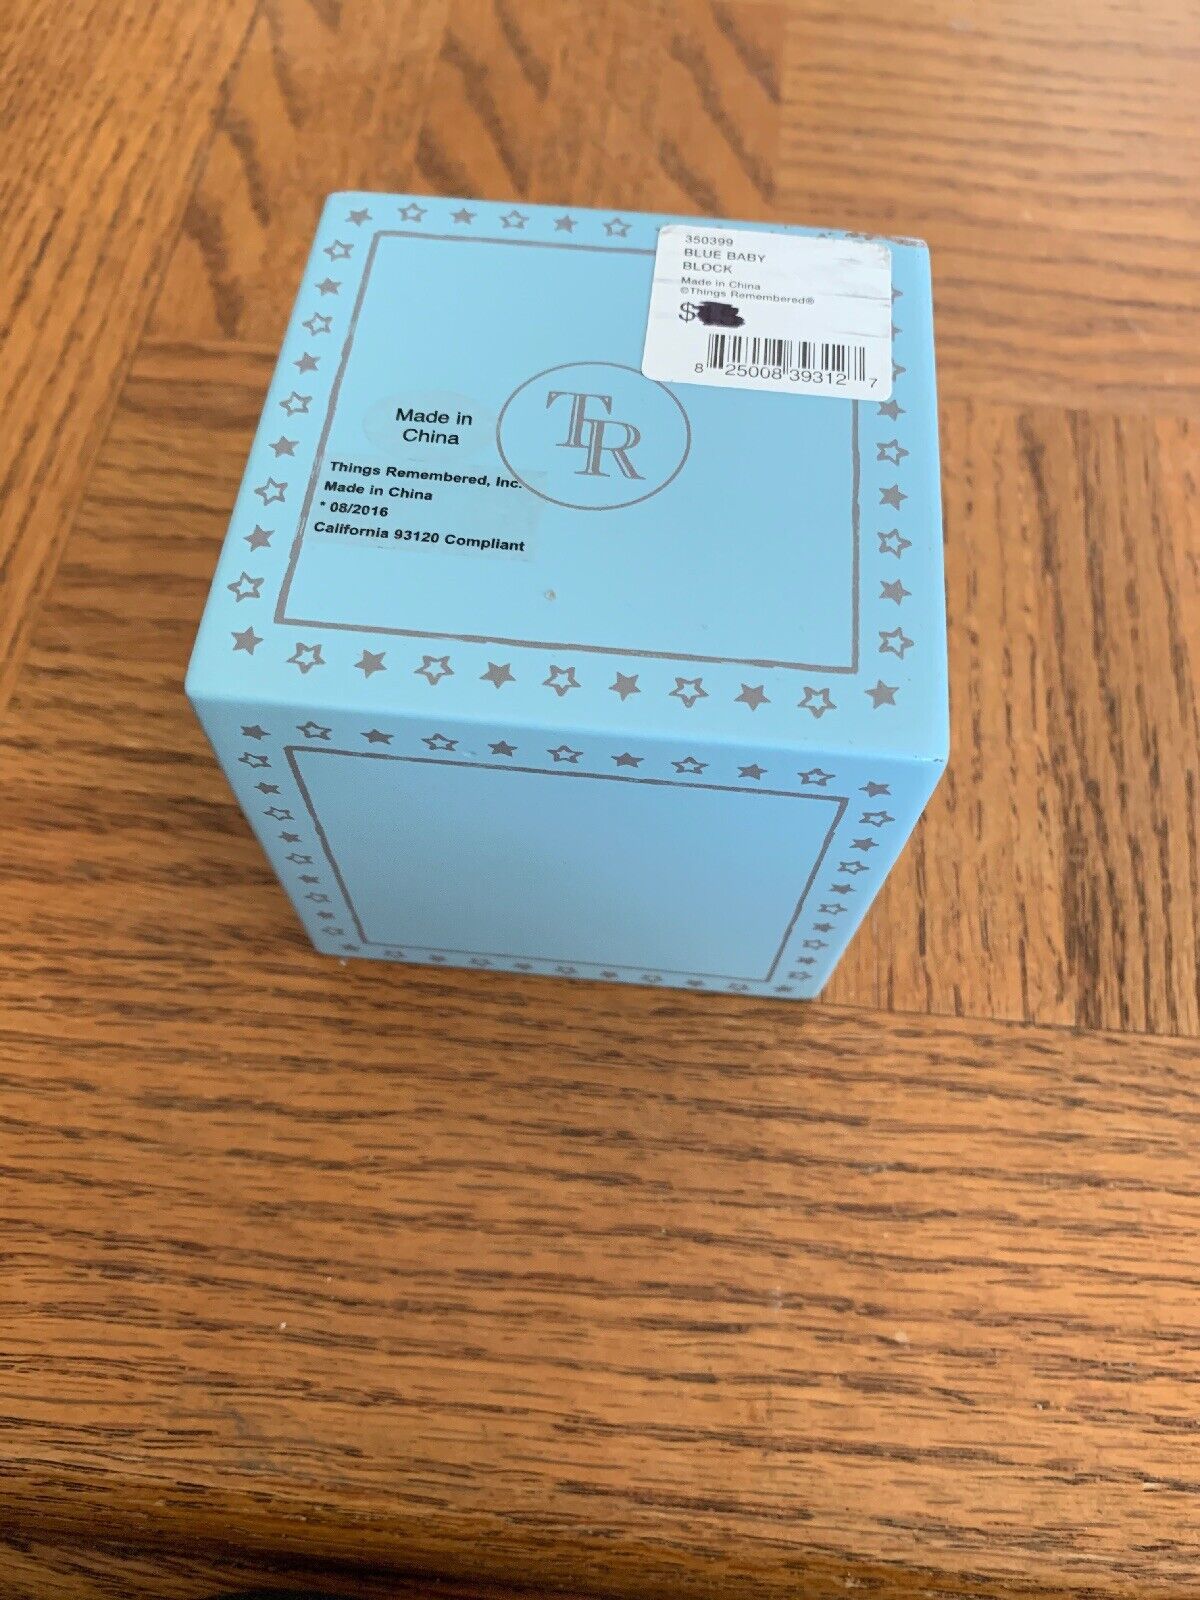 350399
BLUE BABY
BLOCK
Made in China
©Things Remembered®
$
8 25008 39312 7
TR
Made in
China
Things Remembered, Inc.
Made in China
* 08/2016
California 93120 Compliant